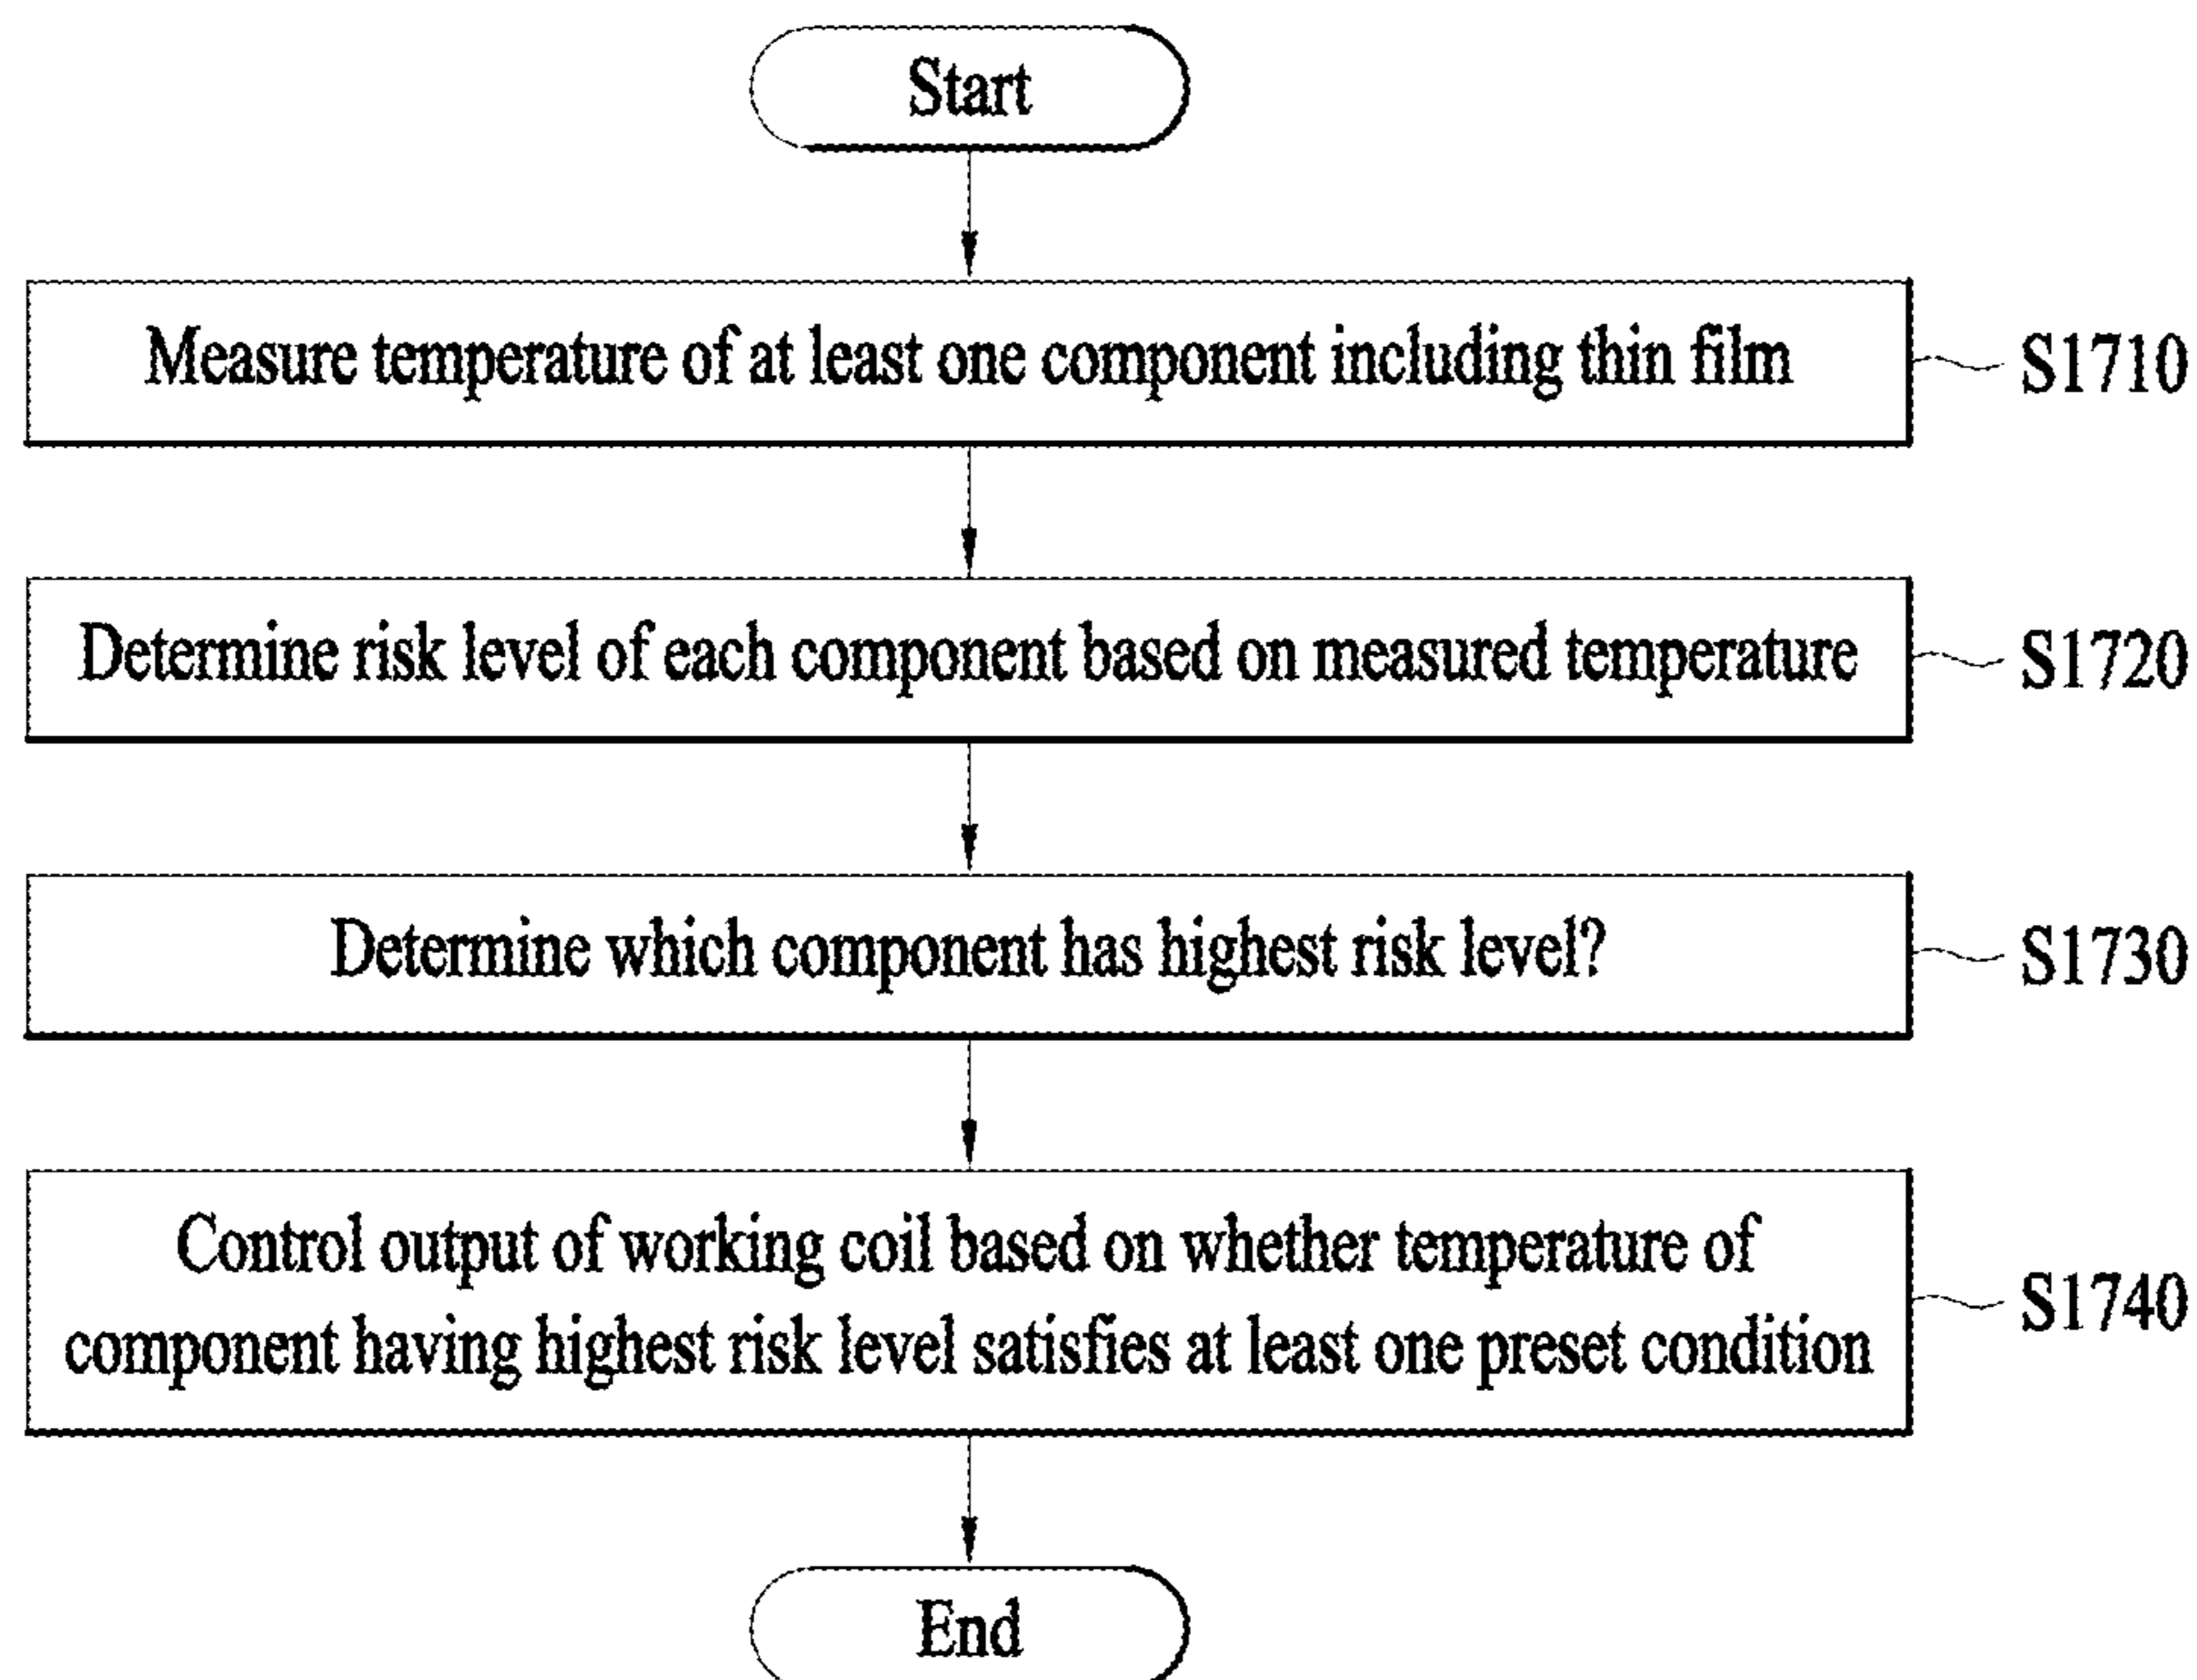 Start
Measure temperature of at least one component including thin film
S1710
Determine risk level of each component based on measured temperature
S1720
Determine which component has highest risk level?
S1730
Control output of working coil based on whether temperature of
component having highest risk level satisfies at least one preset condition
S1740
End